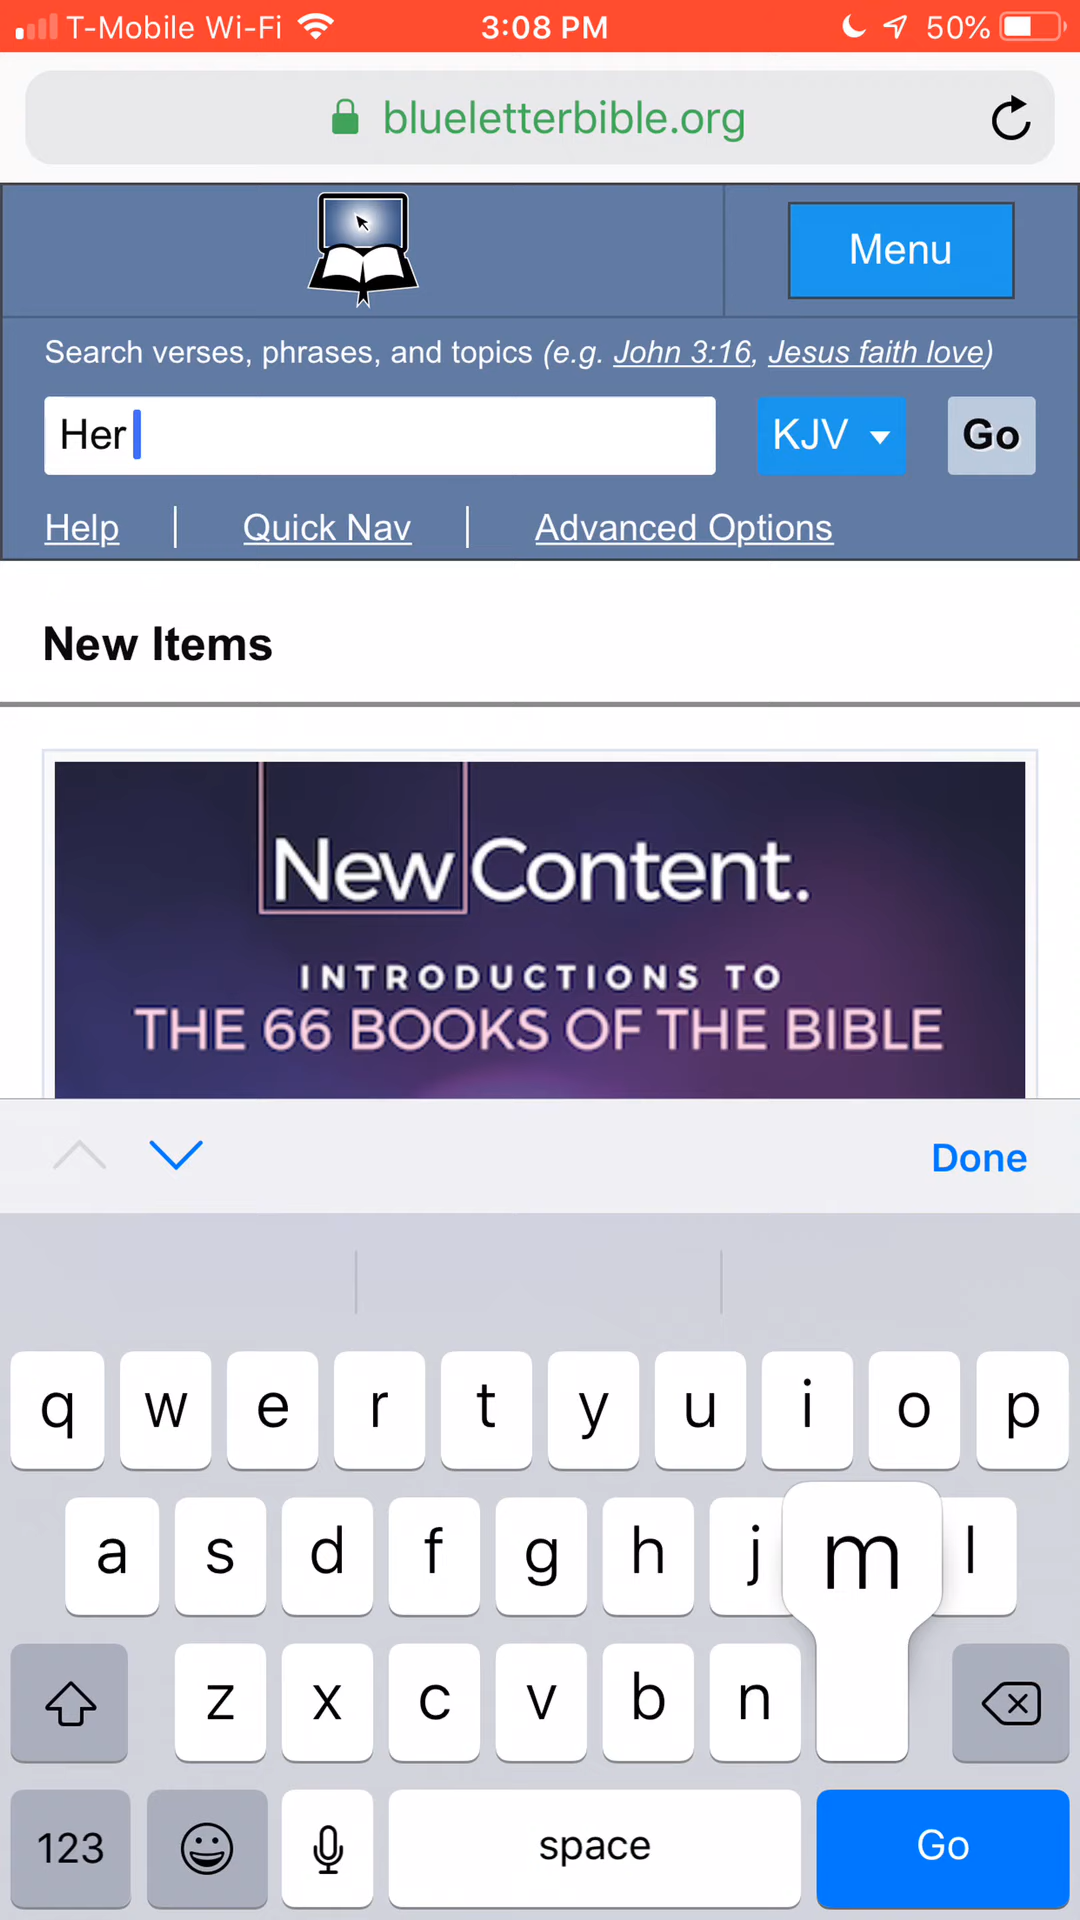 T-Mobile Wi-Fi 3:08 PM 50%
blueletterbible.org
Menu
Search verses, phrases, and topics (e.g. John 3:16, Jesus faith love)
Her KJV Go
Help Quick Nav Advanced Options
New Items
New Content.
INTRODUCTIONS TO
THE 66 BOOKS OF THE BIBLE
Done
q w e r t y u i o p
a s d f g h j m l
z x c v b n
123 space Go